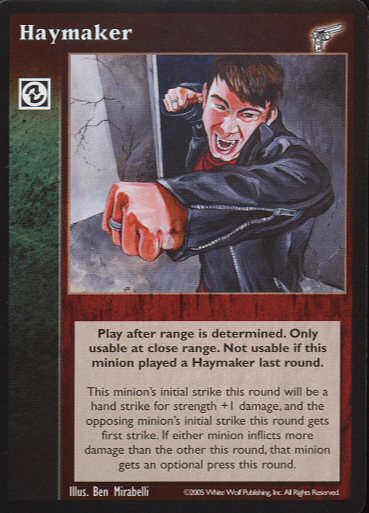 Haymaker
Play after range is determined. Only
usable at close range. Not usable if this
minion played a Haymaker last round.
This minion's initial strike this round will be a
hand strike for strength +1 damage, and the
opposing minion's initial strike this round gets
first strike. If either minion inflicts more
damage than the other this round, that minion
gets an optional press this round.
Illus. Ben Mirabelli
©2005 White Wolf Publishing, Inc. All Rights Reserved.